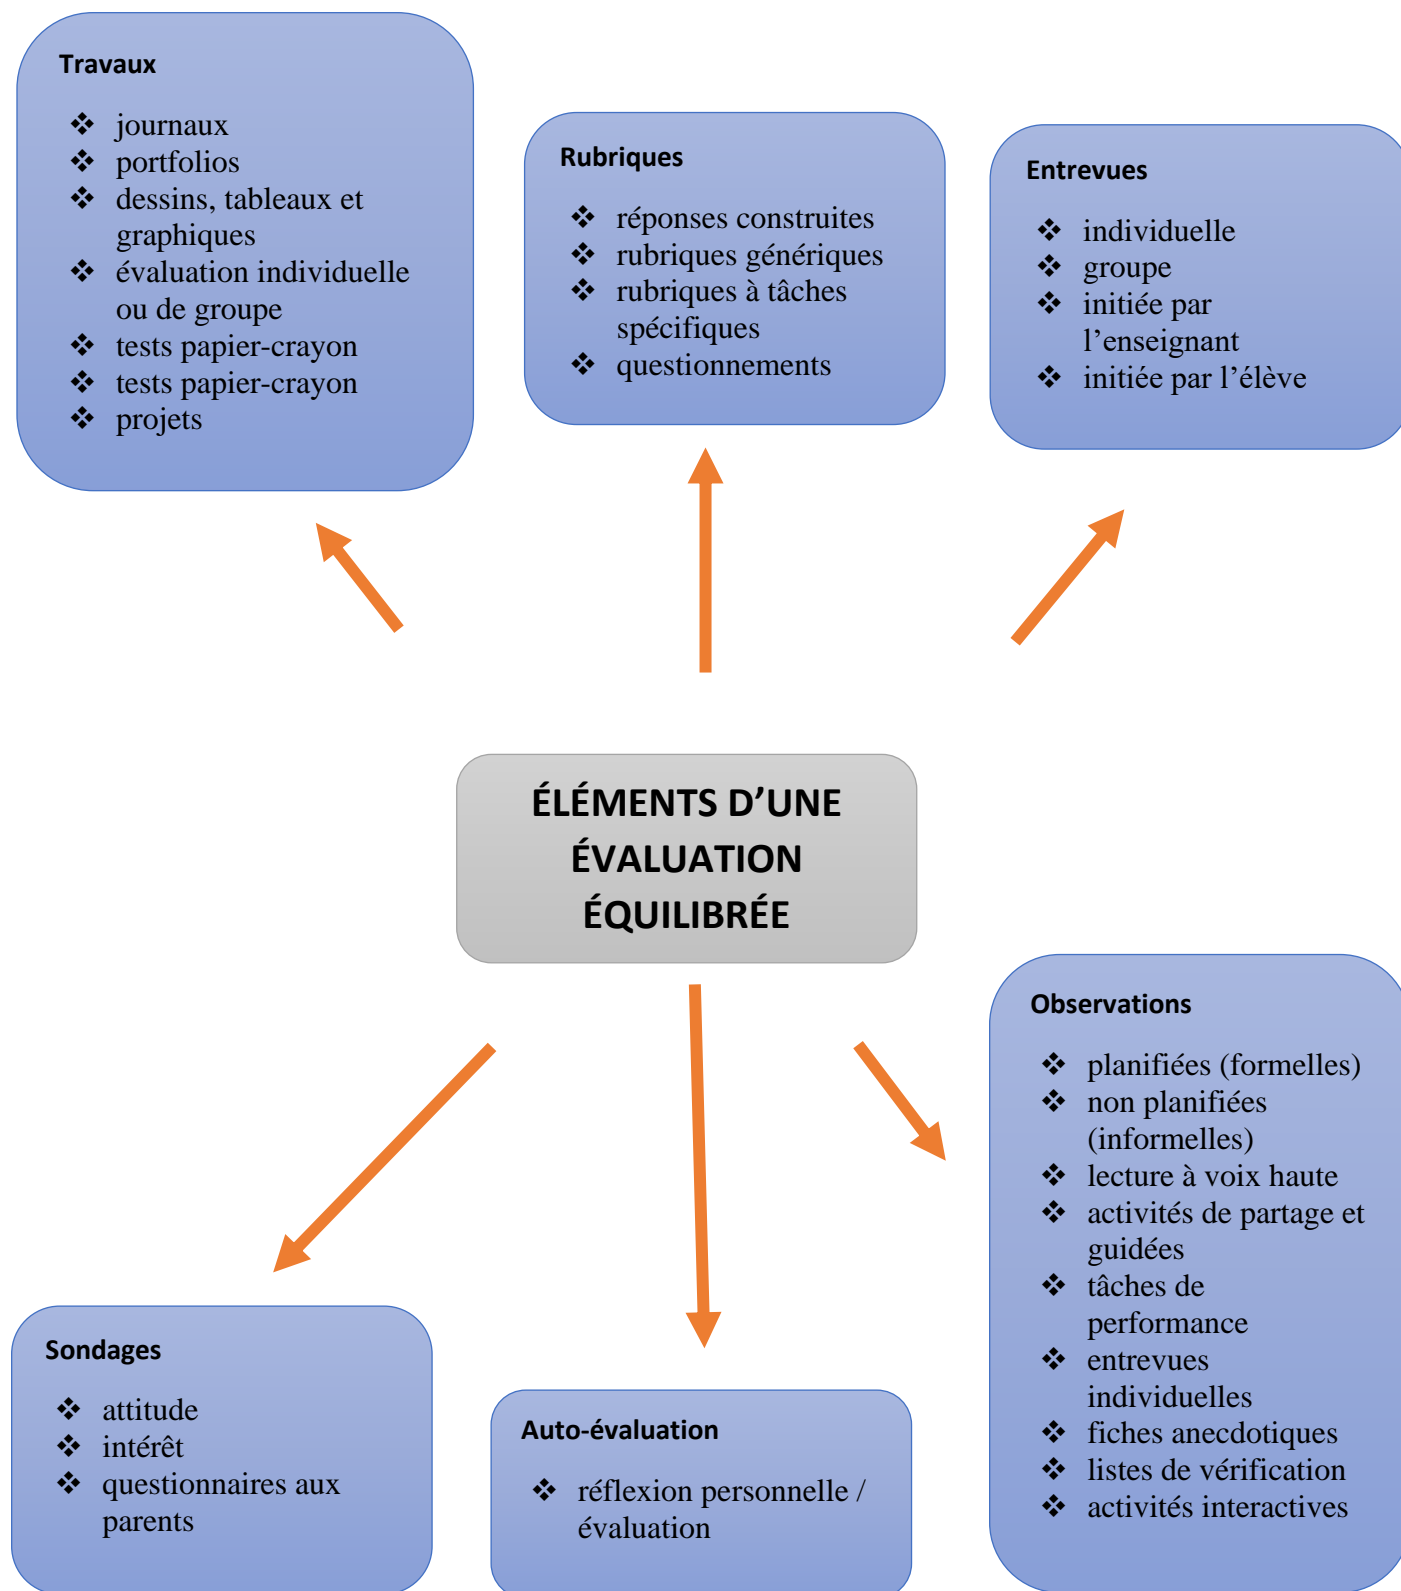 Travaux
❖ journaux
❖ portfolios
❖ dessins, tableaux et
graphiques
❖ évaluation individuelle
ou de groupe
❖ tests papier-crayon
❖ tests papier-crayon
❖ projets
Rubriques
❖ réponses construites
❖ rubriques génériques
❖ rubriques à tâches
spécifiques
❖ questionnements
Entrevues
❖ individuelle
❖ groupe
❖ initiée par
l’enseignant
❖ initiée par l’élève
ÉLÉMENTS D’UNE
ÉVALUATION
ÉQUILIBRÉE
Observations
❖ planifiées (formelles)
❖ non planifiées
(informelles)
❖ lecture à voix haute
❖ activités de partage et
guidées
❖ tâches de
performance
❖ entrevues
individuelles
❖ fiches anecdotiques
❖ listes de vérification
❖ activités interactives
Sondages
❖ attitude
❖ intérêt
❖ questionnaires aux
parents
Auto-évaluation
❖ réflexion personnelle /
évaluation